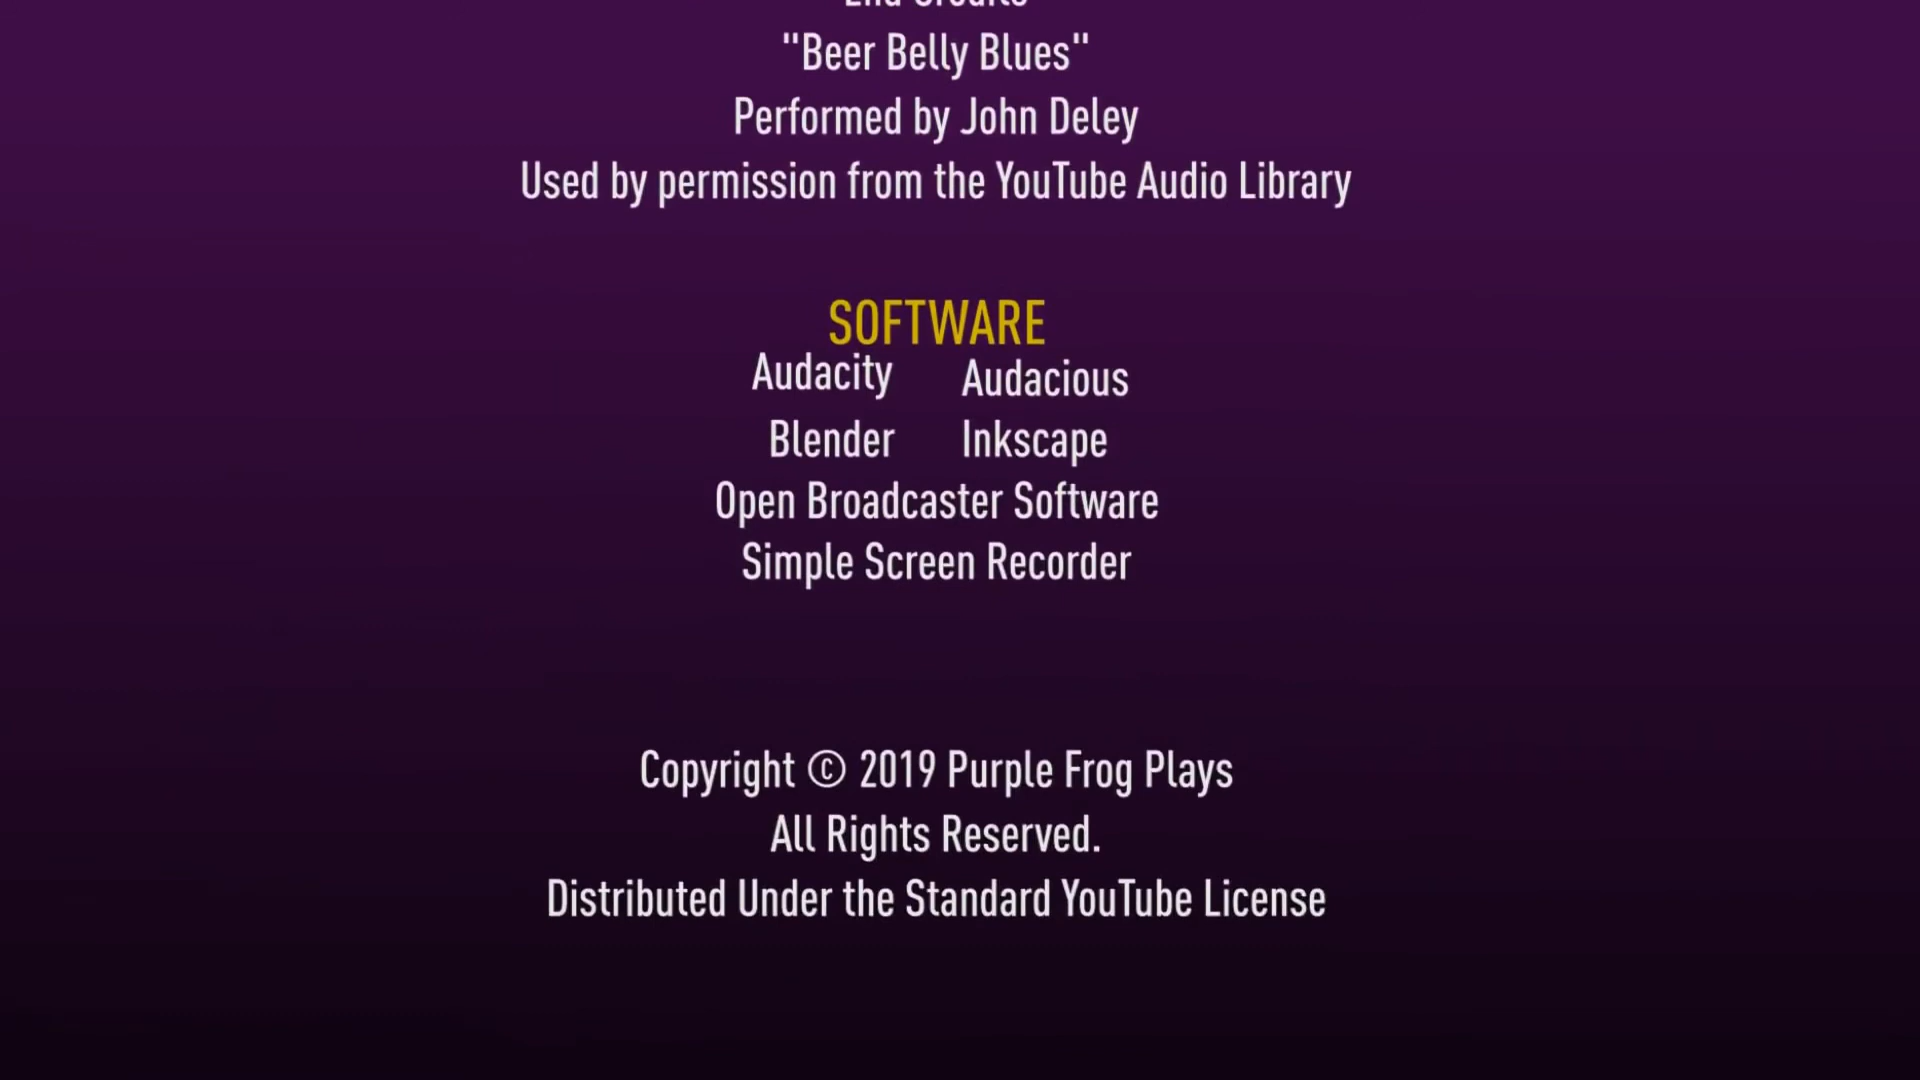 End Credits
"Beer Belly Blues"
Performed by John Deley
Used by permission from the YouTube Audio Library
SOFTWARE
Audacity Audacious
Blender Inkscape
Open Broadcaster Software
Simple Screen Recorder
Copyright © 2019 Purple Frog Plays
All Rights Reserved.
Distributed Under the Standard YouTube License